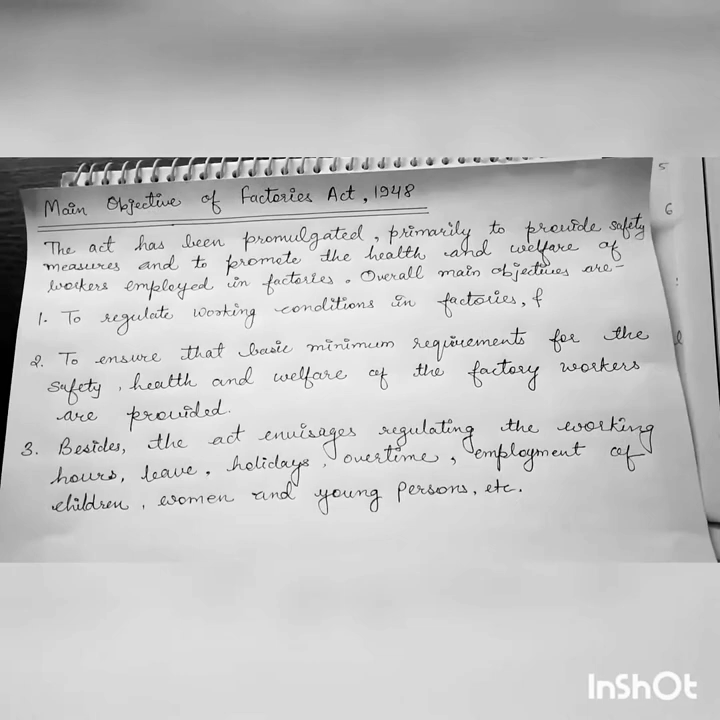 Main Objective of Factories Act, 1948
The act has been promulgated, primarily to provide safety
measures and to promote the health and welfare of
workers employed in factories. Overall main objectives are-
1. To regulate working conditions in factories, &
2. To ensure that basic minimum requirements for the
safety, health and welfare of the factory workers
are provided.
3. Besides, the act envisages regulating the working
hours, leave, holidays, overtime, employment of
children, women and young persons, etc.
5
6
InShOt